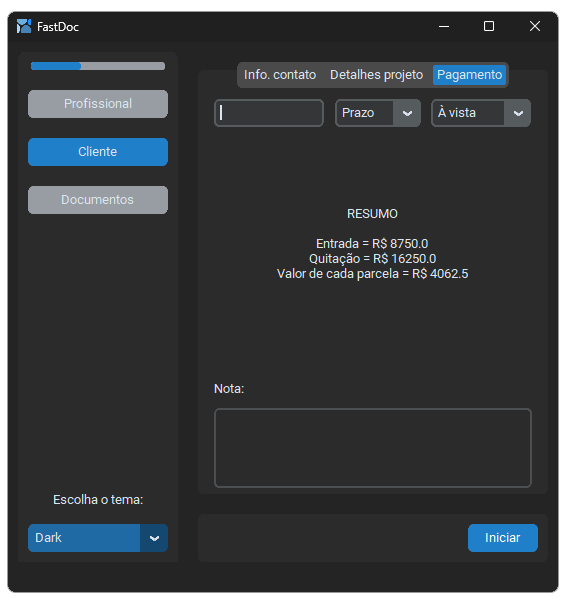 FastDoc
Profissional
Cliente
Documentos
Escolha o tema:
Dark
Info. contato Detalhes projeto Pagamento
Prazo À vista
RESUMO
Entrada = R$ 8750.0
Quitação = R$ 16250.0
Valor de cada parcela = R$ 4062.5
Nota:
Iniciar